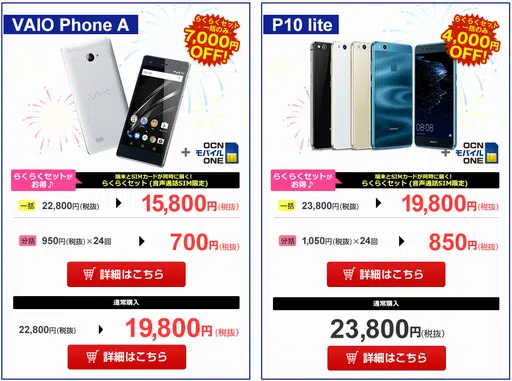 VAIO Phone A
らくらくセット
一括のみ
7,000円
OFF!
VAIO
+
OCN
モバイル
ONE
らくらくセットが
お得♪
端末とSIMカードが同時に届く!
らくらくセット(音声通話SIM限定)
一括 22,800円(税抜) ▶ 15,800円(税抜)
分括 950円(税抜)×24回 ▶ 700円(税抜)
詳細はこちら
通常購入
22,800円(税抜) ▶ 19,800円(税抜)
詳細はこちら
P10 lite
らくらくセット
一括のみ
4,000円
OFF!
+
OCN
モバイル
ONE
らくらくセットが
お得♪
端末とSIMカードが同時に届く!
らくらくセット(音声通話SIM限定)
一括 23,800円(税抜) ▶ 19,800円(税抜)
分括 1,050円(税抜)×24回 ▶ 850円(税抜)
詳細はこちら
通常購入
23,800円(税抜)
詳細はこちら